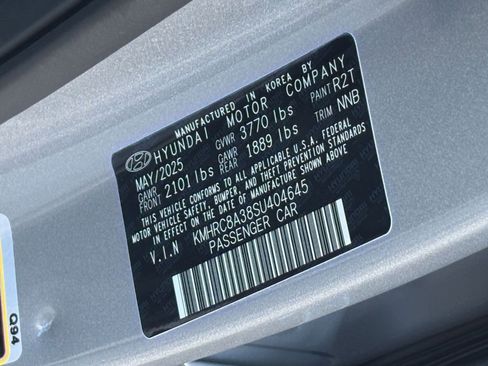 MANUFACTURED IN KOREA BY
HYUNDAI MOTOR COMPANY
MAY/2025 GVWR 3770 lbs PAINT R2T
GAWR FRONT 2101 lbs GAWR REAR 1889 lbs TRIM NNB
THIS VEHICLE CONFORMS TO ALL APPLICABLE U.S.A. FEDERAL
MOTOR VEHICLE SAFETY, BUMPER, AND THEFT PREVENTION STANDARDS
IN EFFECT ON THE DATE OF MANUFACTURE SHOWN ABOVE.
V.I.N KMHRC8A38SU404645
PASSENGER CAR
Q94